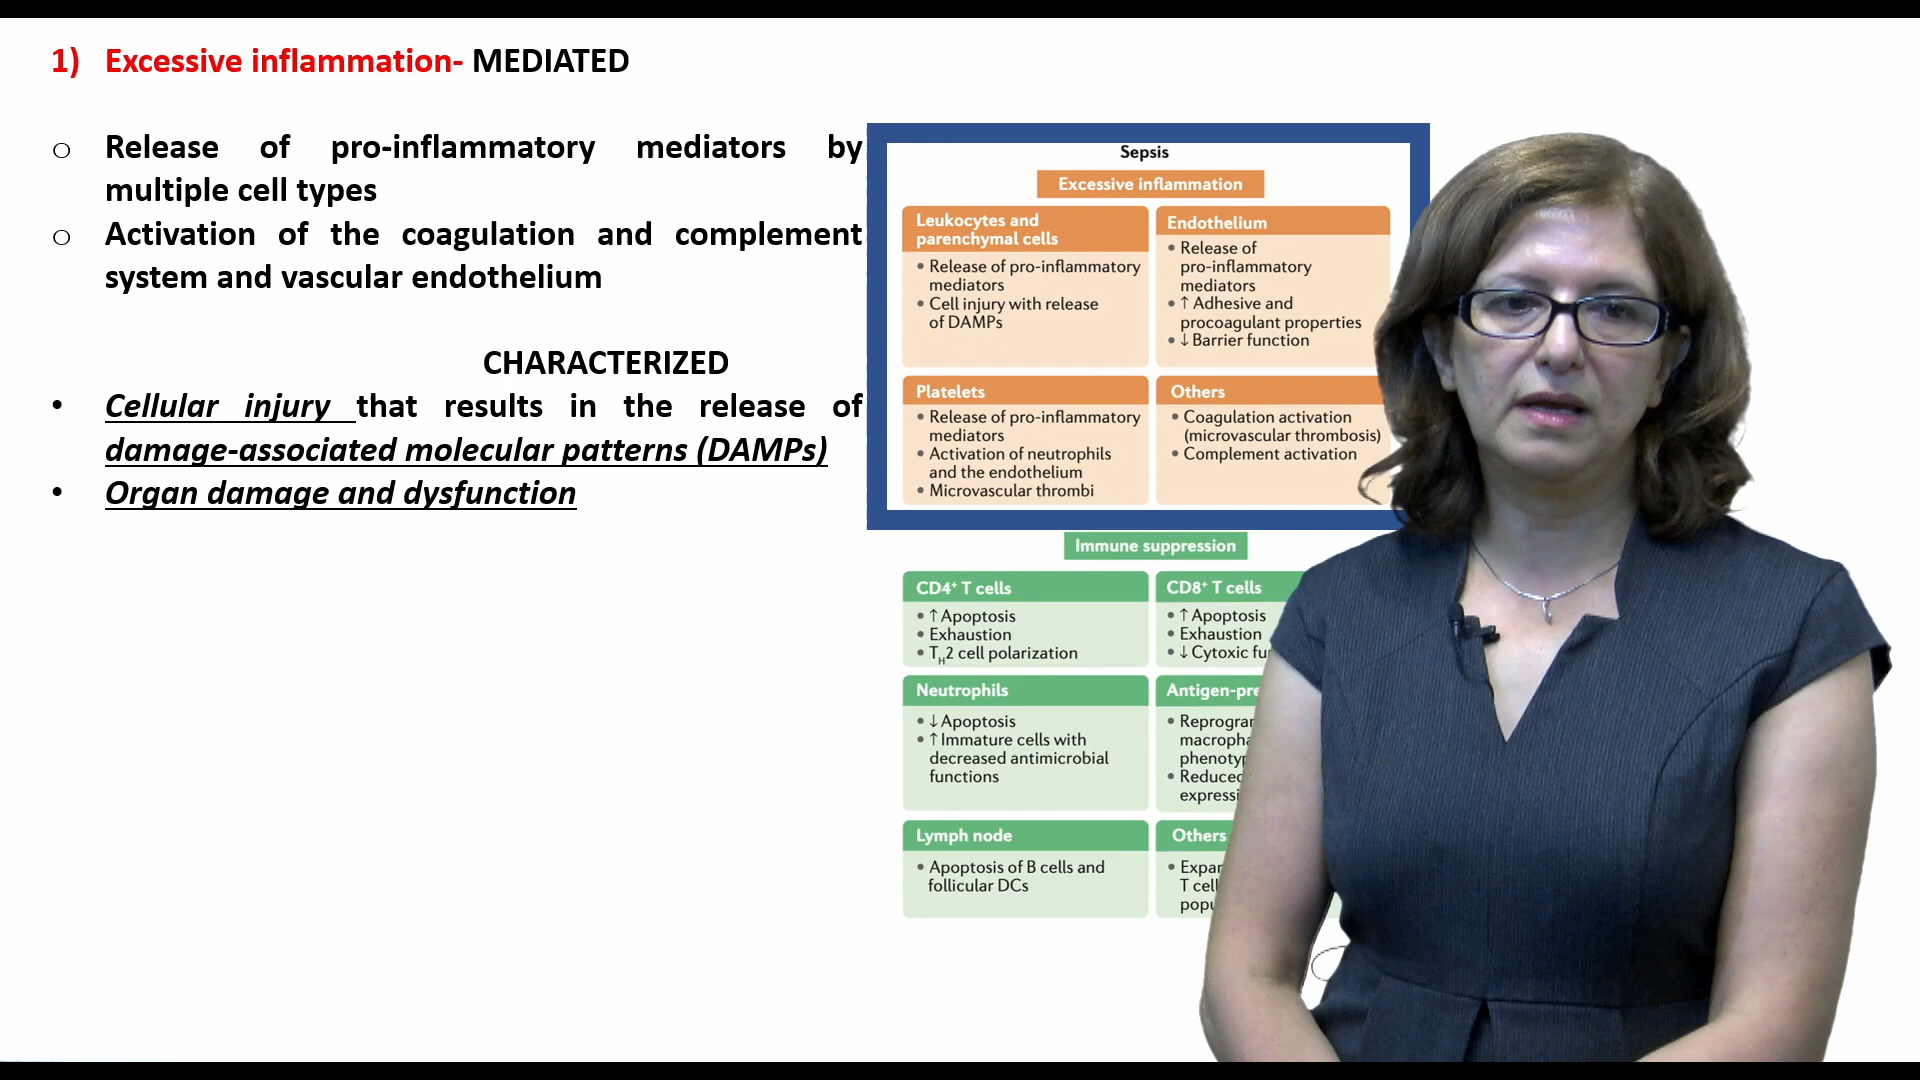 1) Excessive inflammation- MEDIATED
o Release of pro-inflammatory mediators by
multiple cell types
o Activation of the coagulation and complement
system and vascular endothelium
CHARACTERIZED
• Cellular injury that results in the release of
damage-associated molecular patterns (DAMPs)
• Organ damage and dysfunction
Sepsis
Excessive inflammation
Leukocytes and
parenchymal cells
• Release of pro-inflammatory
mediators
• Cell injury with release
of DAMPs
Endothelium
• Release of
pro-inflammatory
mediators
• ↑ Adhesive and
procoagulant properties
• ↓ Barrier function
Platelets
• Release of pro-inflammatory
mediators
• Activation of neutrophils
and the endothelium
• Microvascular thrombi
Others
• Coagulation activation
(microvascular thrombosis)
• Complement activation
Immune suppression
CD4⁺ T cells
• ↑ Apoptosis
• Exhaustion
• T_H2 cell polarization
CD8⁺ T cells
• ↑ Apoptosis
• Exhaustion
• ↓ Cytoxic
Neutrophils
• ↓ Apoptosis
• ↑ Immature cells with
decreased antimicrobial
functions
• Reduced
Lymph node
• Apoptosis of B cells and
follicular DCs
Others
T cell